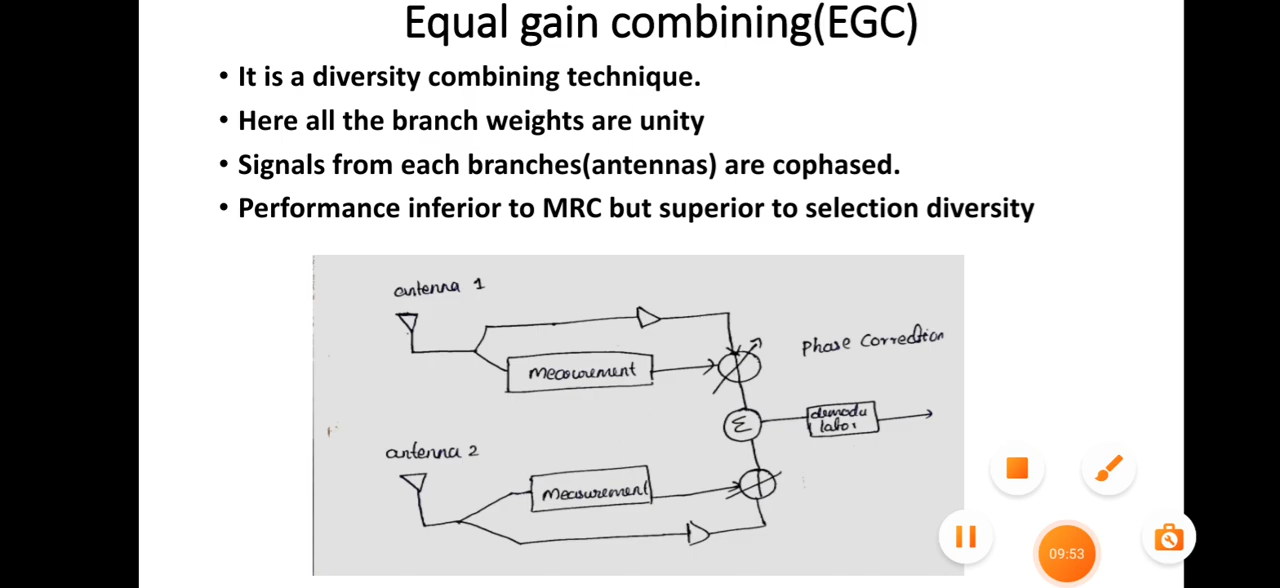 Equal gain combining(EGC)
• It is a diversity combining technique.
• Here all the branch weights are unity
• Signals from each branches(antennas) are cophased.
• Performance inferior to MRC but superior to selection diversity
antenna 1
Phase Correction
measurement
Σ
demodu
lator
antenna 2
measurement
09:53